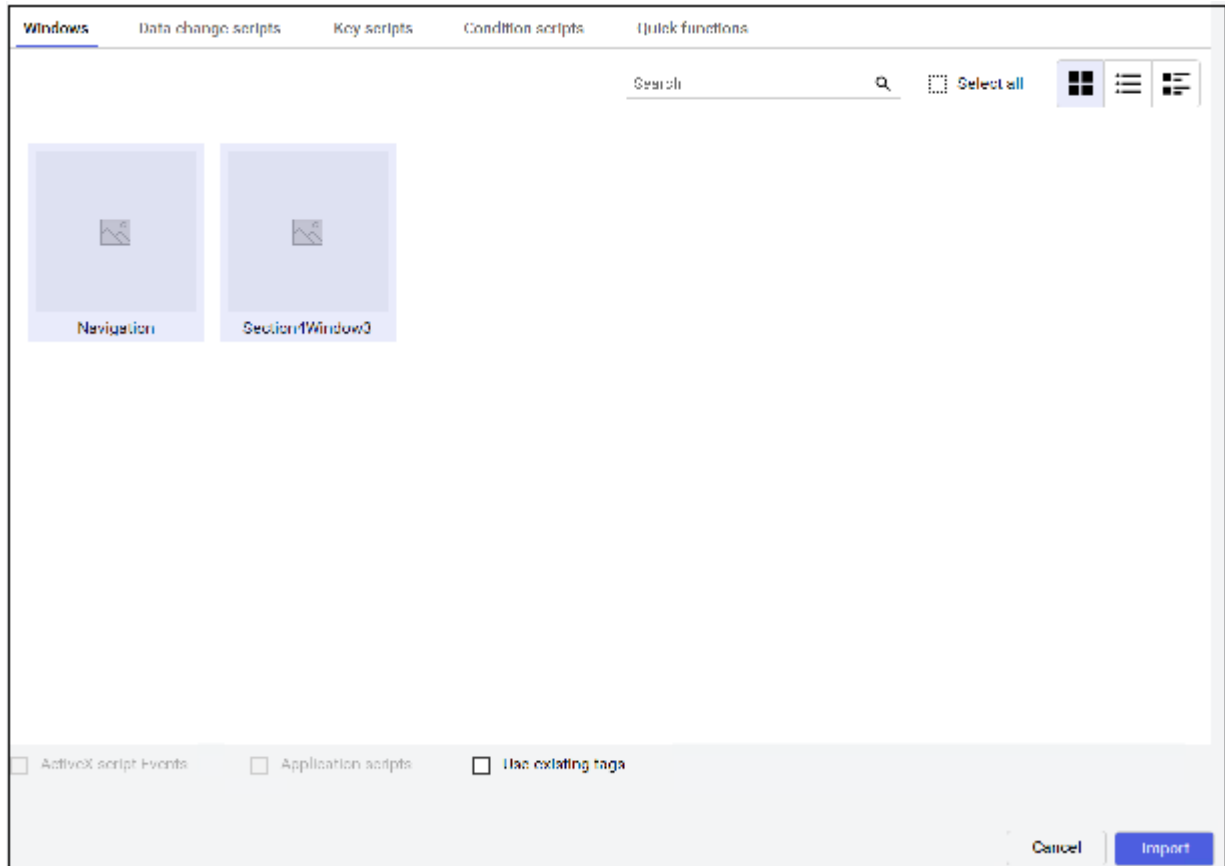 Windows Data change scripts Key scripts Condition scripts Quick functions
Search Select all
Navigation Section4Window3
ActiveX script Events Application scripts Use existing tags
Cancel Import